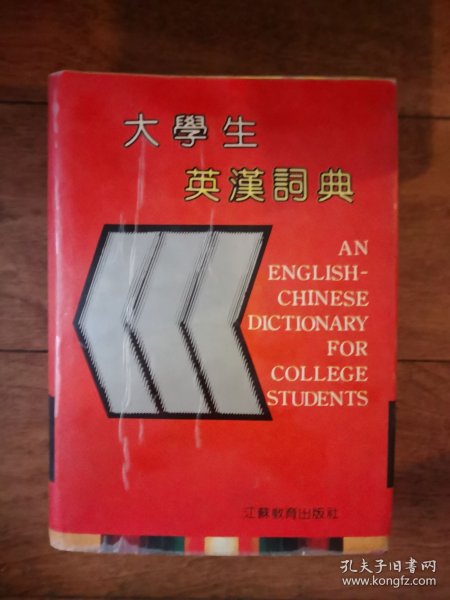 大學生
英漢詞典
AN
ENGLISH-
CHINESE
DICTIONARY
FOR
COLLEGE
STUDENTS
江蘇教育出版社
孔夫子旧书网
www.kongfz.com